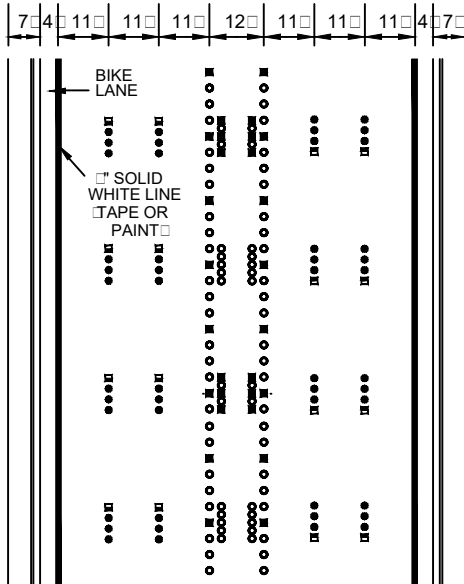 7□ 4□ 11□ 11□ 11□ 12□ 11□ 11□ 11□ 4□ 7□
BIKE
LANE
□" SOLID
WHITE LINE
□TAPE OR
PAINT□